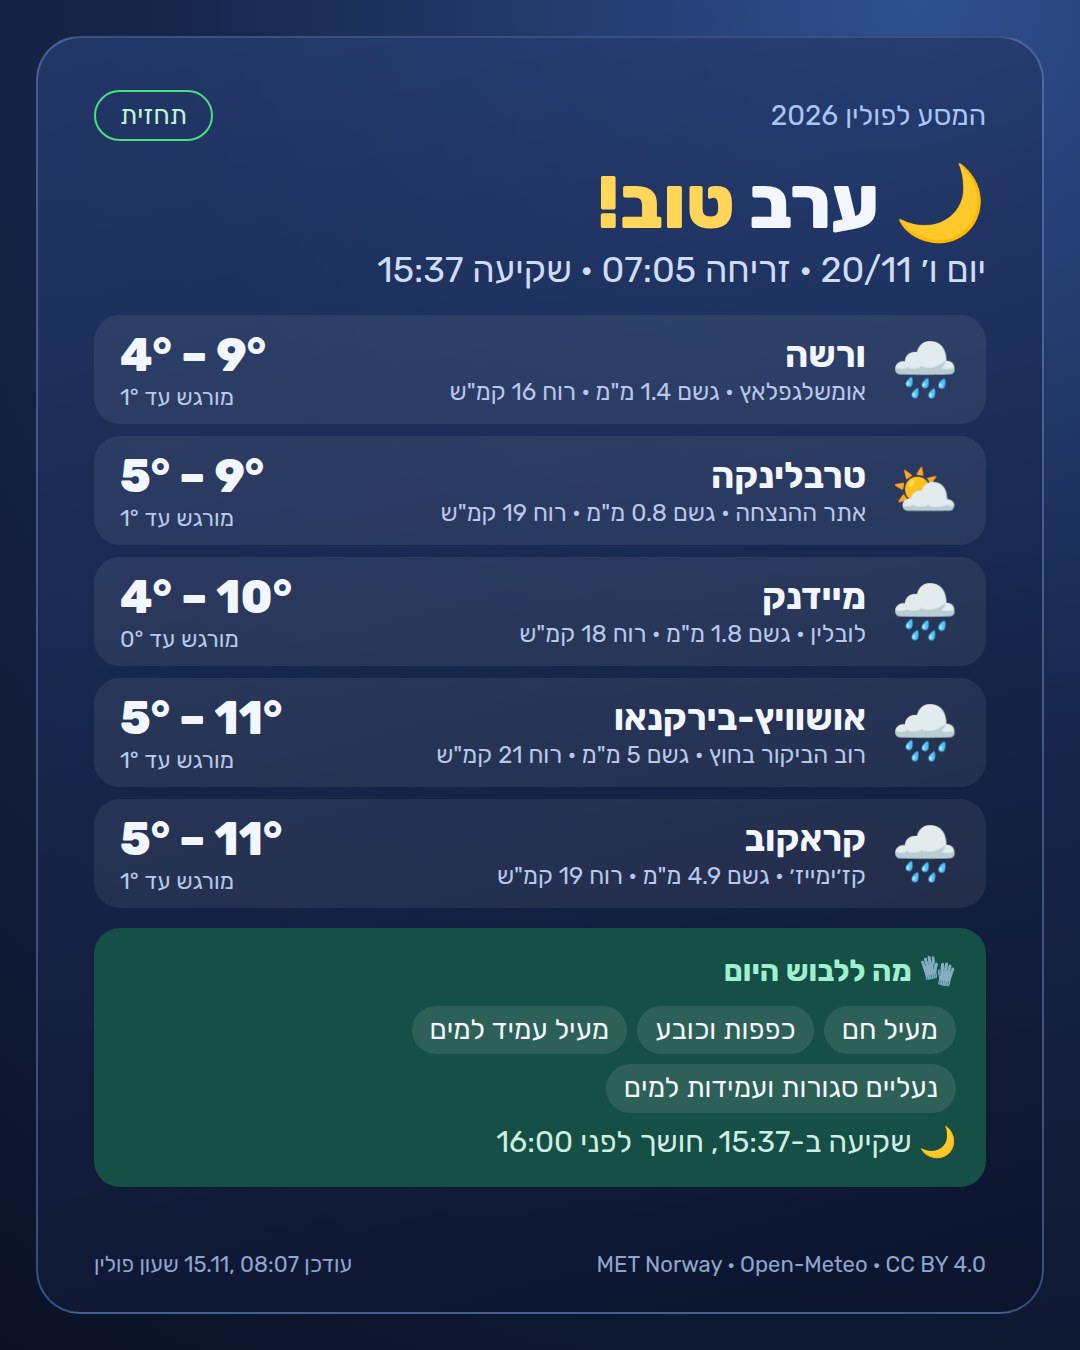 המסע לפולין 2026
תחזית
ערב טוב!
יום ו׳ 20/11 • זריחה 07:05 • שקיעה 15:37
ורשה
אומשלגפלאץ • גשם 1.4 מ"מ • רוח 16 קמ"ש
4° – 9°
מורגש עד 1°
טרבלינקה
אתר ההנצחה • גשם 0.8 מ"מ • רוח 19 קמ"ש
5° – 9°
מורגש עד 1°
מיידנק
לובלין • גשם 1.8 מ"מ • רוח 18 קמ"ש
4° – 10°
מורגש עד 0°
אושוויץ-בירקנאו
רוב הביקור בחוץ • גשם 5 מ"מ • רוח 21 קמ"ש
5° – 11°
מורגש עד 1°
קראקוב
קז׳ימייז׳ • גשם 4.9 מ"מ • רוח 19 קמ"ש
5° – 11°
מורגש עד 1°
מה ללבוש היום
מעיל חם
כפפות וכובע
מעיל עמיד למים
נעליים סגורות ועמידות למים
שקיעה ב-15:37, חושך לפני 16:00
MET Norway • Open-Meteo • CC BY 4.0
עודכן 15.11, 08:07 שעון פולין